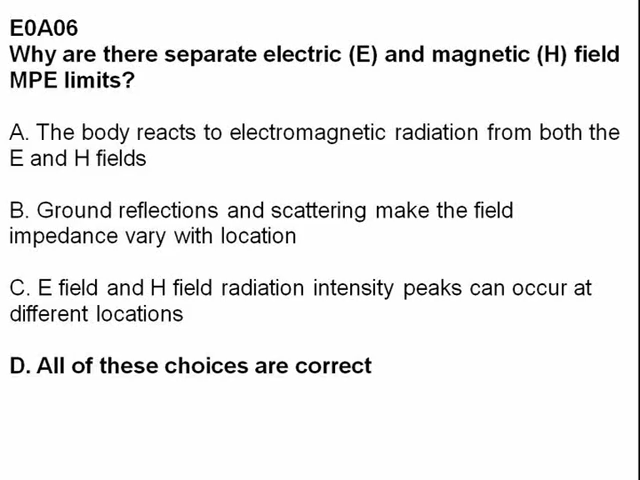 E0A06
Why are there separate electric (E) and magnetic (H) field
MPE limits?
A. The body reacts to electromagnetic radiation from both the
E and H fields
B. Ground reflections and scattering make the field
impedance vary with location
C. E field and H field radiation intensity peaks can occur at
different locations
D. All of these choices are correct